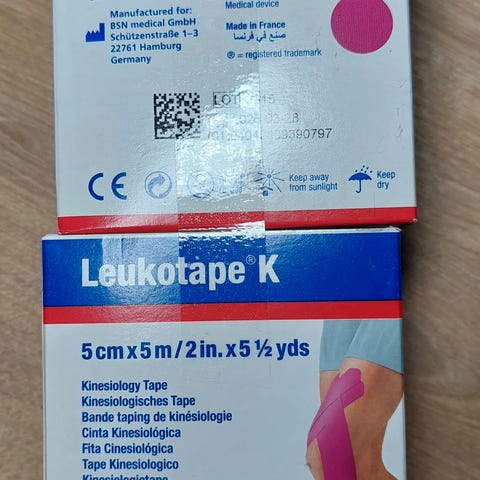 Manufactured for:
BSN medical GmbH
Schützenstraße 1–3
22761 Hamburg
Germany
Medical device
Made in France
صنع في فرنسا
® = registered trademark
LOT
CE
Keep away
from sunlight
Keep
dry
Leukotape® K
5 cm x 5 m / 2 in. x 5 ½ yds
Kinesiology Tape
Kinesiologisches Tape
Bande taping de kinésiologie
Cinta Kinesiológica
Fita Cinesiológica
Tape Kinesiologico
Kinesiologietape